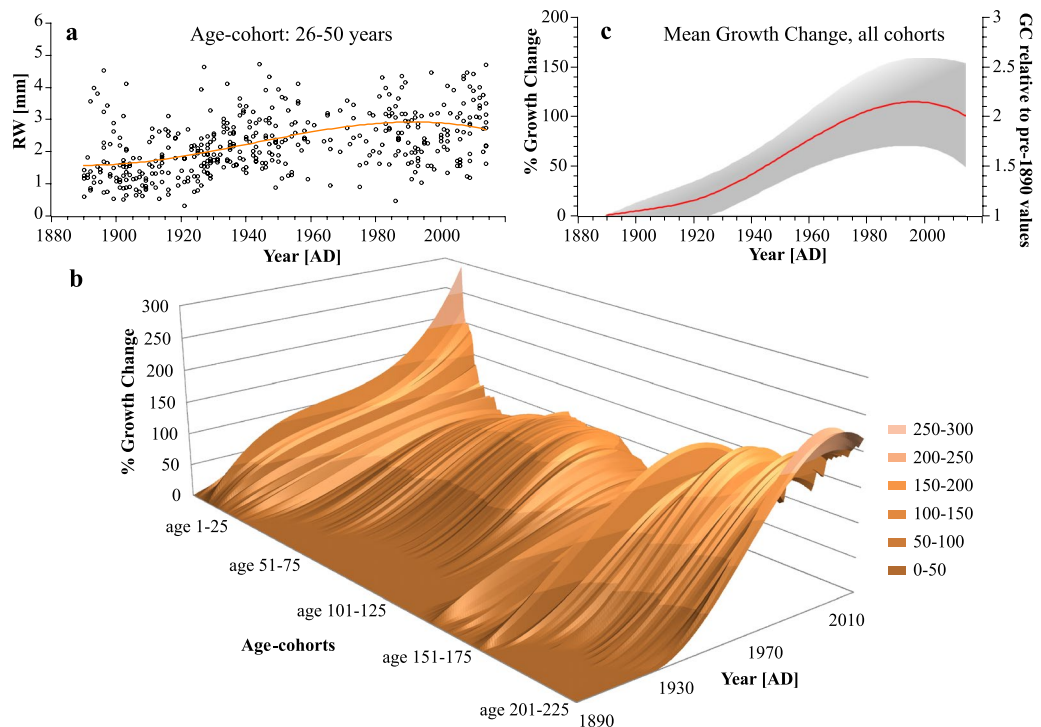 a
Age-cohort: 26-50 years
RW [mm]
6
5
4
3
2
1
0
1880 1900 1920 1940 1960 1980 2000
Year [AD]
c
Mean Growth Change, all cohorts
% Growth Change
200
150
100
50
0
3
2.5
2
1.5
1
GC relative to
pre-1890 values
1880 1900 1920 1940 1960 1980 2000
Year [AD]
b
% Growth Change
300
250
200
150
100
50
0
age 1-25
age 51-75
age 101-125
age 151-175
age 201-225
Age-cohorts
1890
1930
1970
2010
Year [AD]
250-300
200-250
150-200
100-150
50-100
0-50